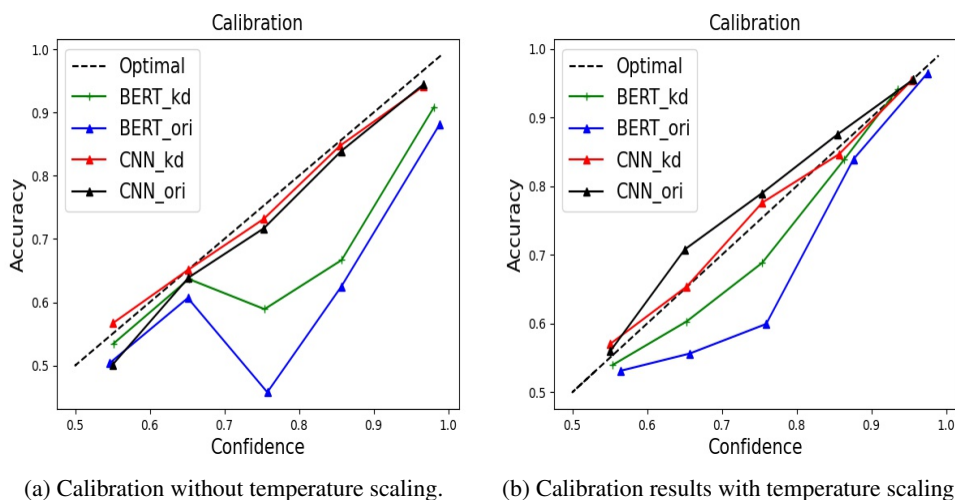 Calibration
1.0
0.9
0.8
0.7
0.6
0.5
Accuracy
Optimal
BERT_kd
BERT_ori
CNN_kd
CNN_ori
0.5 0.6 0.7 0.8 0.9 1.0
Confidence
(a) Calibration without temperature scaling.
Calibration
1.0
0.9
0.8
0.7
0.6
0.5
Accuracy
Optimal
BERT_kd
BERT_ori
CNN_kd
CNN_ori
0.5 0.6 0.7 0.8 0.9 1.0
Confidence
(b) Calibration results with temperature scaling